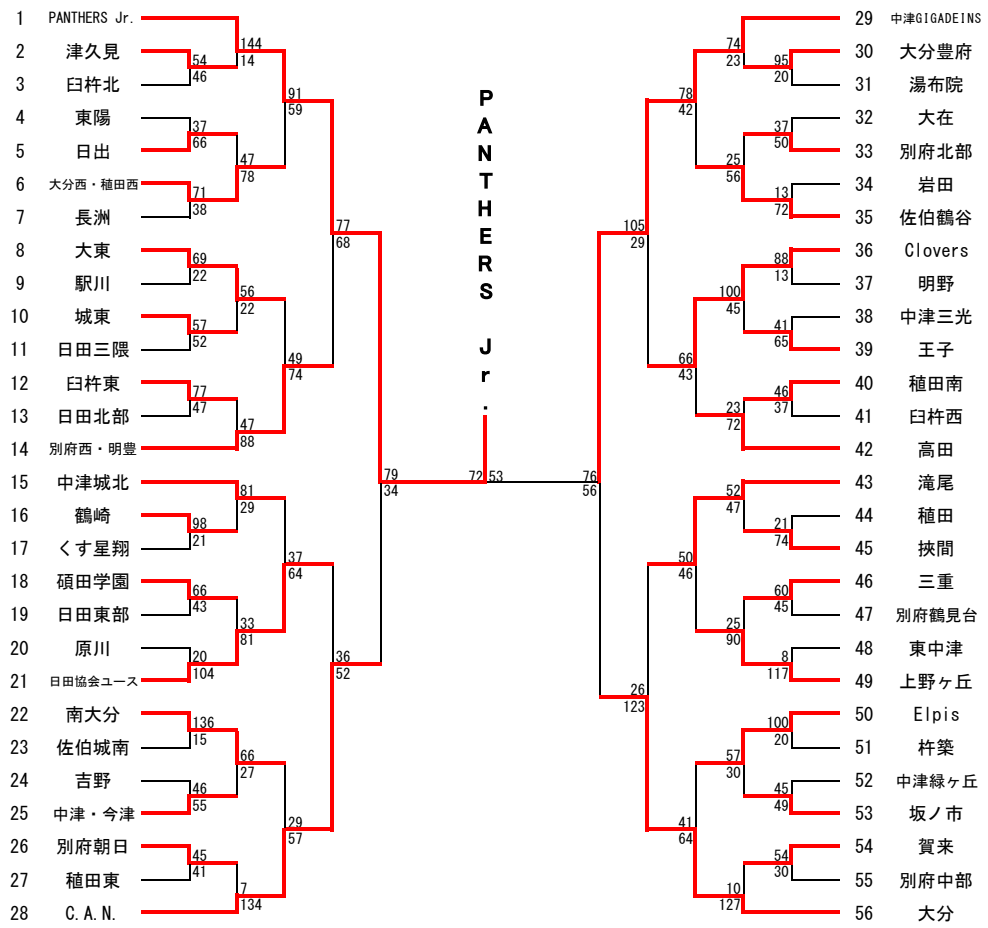 1 PANTHERS Jr.
2 津久見
3 臼杵北
4 東陽
5 日出
6 大分西・稙田西
7 長洲
8 大東
9 駅川
10 城東
11 日田三隈
12 臼杵東
13 日田北部
14 別府西・明豊
15 中津城北
16 鶴崎
17 くす星翔
18 碩田学園
19 日田東部
20 原川
21 日田協会ユース
22 南大分
23 佐伯城南
24 吉野
25 中津・今津
26 別府朝日
27 稙田東
28 C.A.N.
54
46
37
66
71
38
69
22
57
52
77
47
98
21
66
43
20
104
136
15
46
55
45
41
144
14
47
78
56
22
47
88
81
29
33
81
66
27
7
134
91
59
49
74
37
64
29
57
77
68
36
52
79
34
PANTHERS Jr.
72 53
76
56
105
29
26
123
78
42
66
43
50
46
41
64
74
23
25
56
100
45
23
72
52
47
25
90
57
30
10
127
95
20
37
50
13
72
88
13
41
65
46
37
21
74
60
45
8
117
100
20
45
49
54
30
29 中津GIGADEINS
30 大分豊府
31 湯布院
32 大在
33 別府北部
34 岩田
35 佐伯鶴谷
36 Clovers
37 明野
38 中津三光
39 王子
40 稙田南
41 臼杵西
42 高田
43 滝尾
44 稙田
45 挾間
46 三重
47 別府鶴見台
48 東中津
49 上野ヶ丘
50 Elpis
51 杵築
52 中津緑ヶ丘
53 坂ノ市
54 賀来
55 別府中部
56 大分